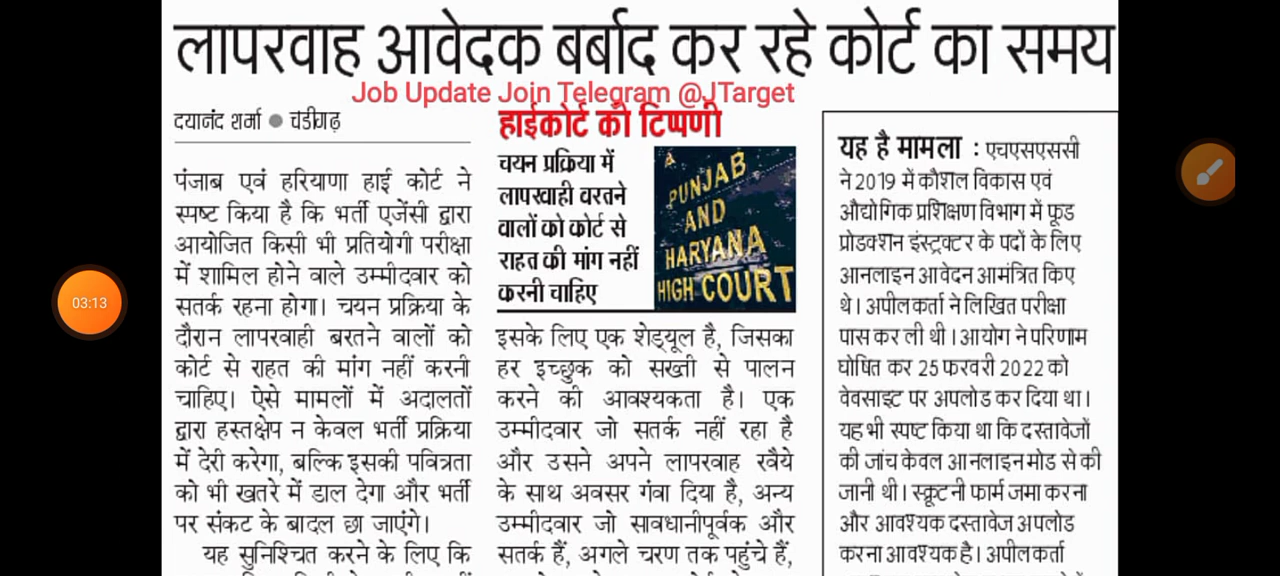 लापरवाह आवेदक बर्बाद कर रहे कोर्ट का समय
Job Update Join Telegram @JTarget
दयानंद शर्मा ● चंडीगढ़
पंजाब एवं हरियाणा हाई कोर्ट ने
स्पष्ट किया है कि भर्ती एजेंसी द्वारा
आयोजित किसी भी प्रतियोगी परीक्षा
में शामिल होने वाले उम्मीदवार को
सतर्क रहना होगा। चयन प्रक्रिया के
दौरान लापरवाही बरतने वालों को
कोर्ट से राहत की मांग नहीं करनी
चाहिए। ऐसे मामलों में अदालतों
द्वारा हस्तक्षेप न केवल भर्ती प्रक्रिया
में देरी करेगा, बल्कि इसकी पवित्रता
को भी खतरे में डाल देगा और भर्ती
पर संकट के बादल छा जाएंगे।
यह सुनिश्चित करने के लिए कि
हाईकोर्ट की टिप्पणी
चयन प्रक्रिया में
लापरवाही बरतने
वालों को कोर्ट से
राहत की मांग नहीं
करनी चाहिए
PUNJAB
AND
HARYANA
HIGH COURT
इसके लिए एक शेड्यूल है, जिसका
हर इच्छुक को सख्ती से पालन
करने की आवश्यकता है। एक
उम्मीदवार जो सतर्क नहीं रहा है
और उसने अपने लापरवाह रवैये
के साथ अवसर गंवा दिया है, अन्य
उम्मीदवार जो सावधानीपूर्वक और
सतर्क हैं, अगले चरण तक पहुंचे हैं,
यह है मामला : एचएसएससी
ने 2019 में कौशल विकास एवं
औद्योगिक प्रशिक्षण विभाग में फूड
प्रोडक्शन इंस्ट्रक्टर के पदों के लिए
आनलाइन आवेदन आमंत्रित किए
थे। अपीलकर्ता ने लिखित परीक्षा
पास कर ली थी। आयोग ने परिणाम
घोषित कर 25 फरवरी 2022 को
वेवसाइट पर अपलोड कर दिया था।
यह भी स्पष्ट किया था कि दस्तावेजों
की जांच केवल आनलाइन मोड से की
जानी थी। स्क्रूटनी फार्म जमा करना
और आवश्यक दस्तावेज अपलोड
करना आवश्यक है। अपीलकर्ता
03:13